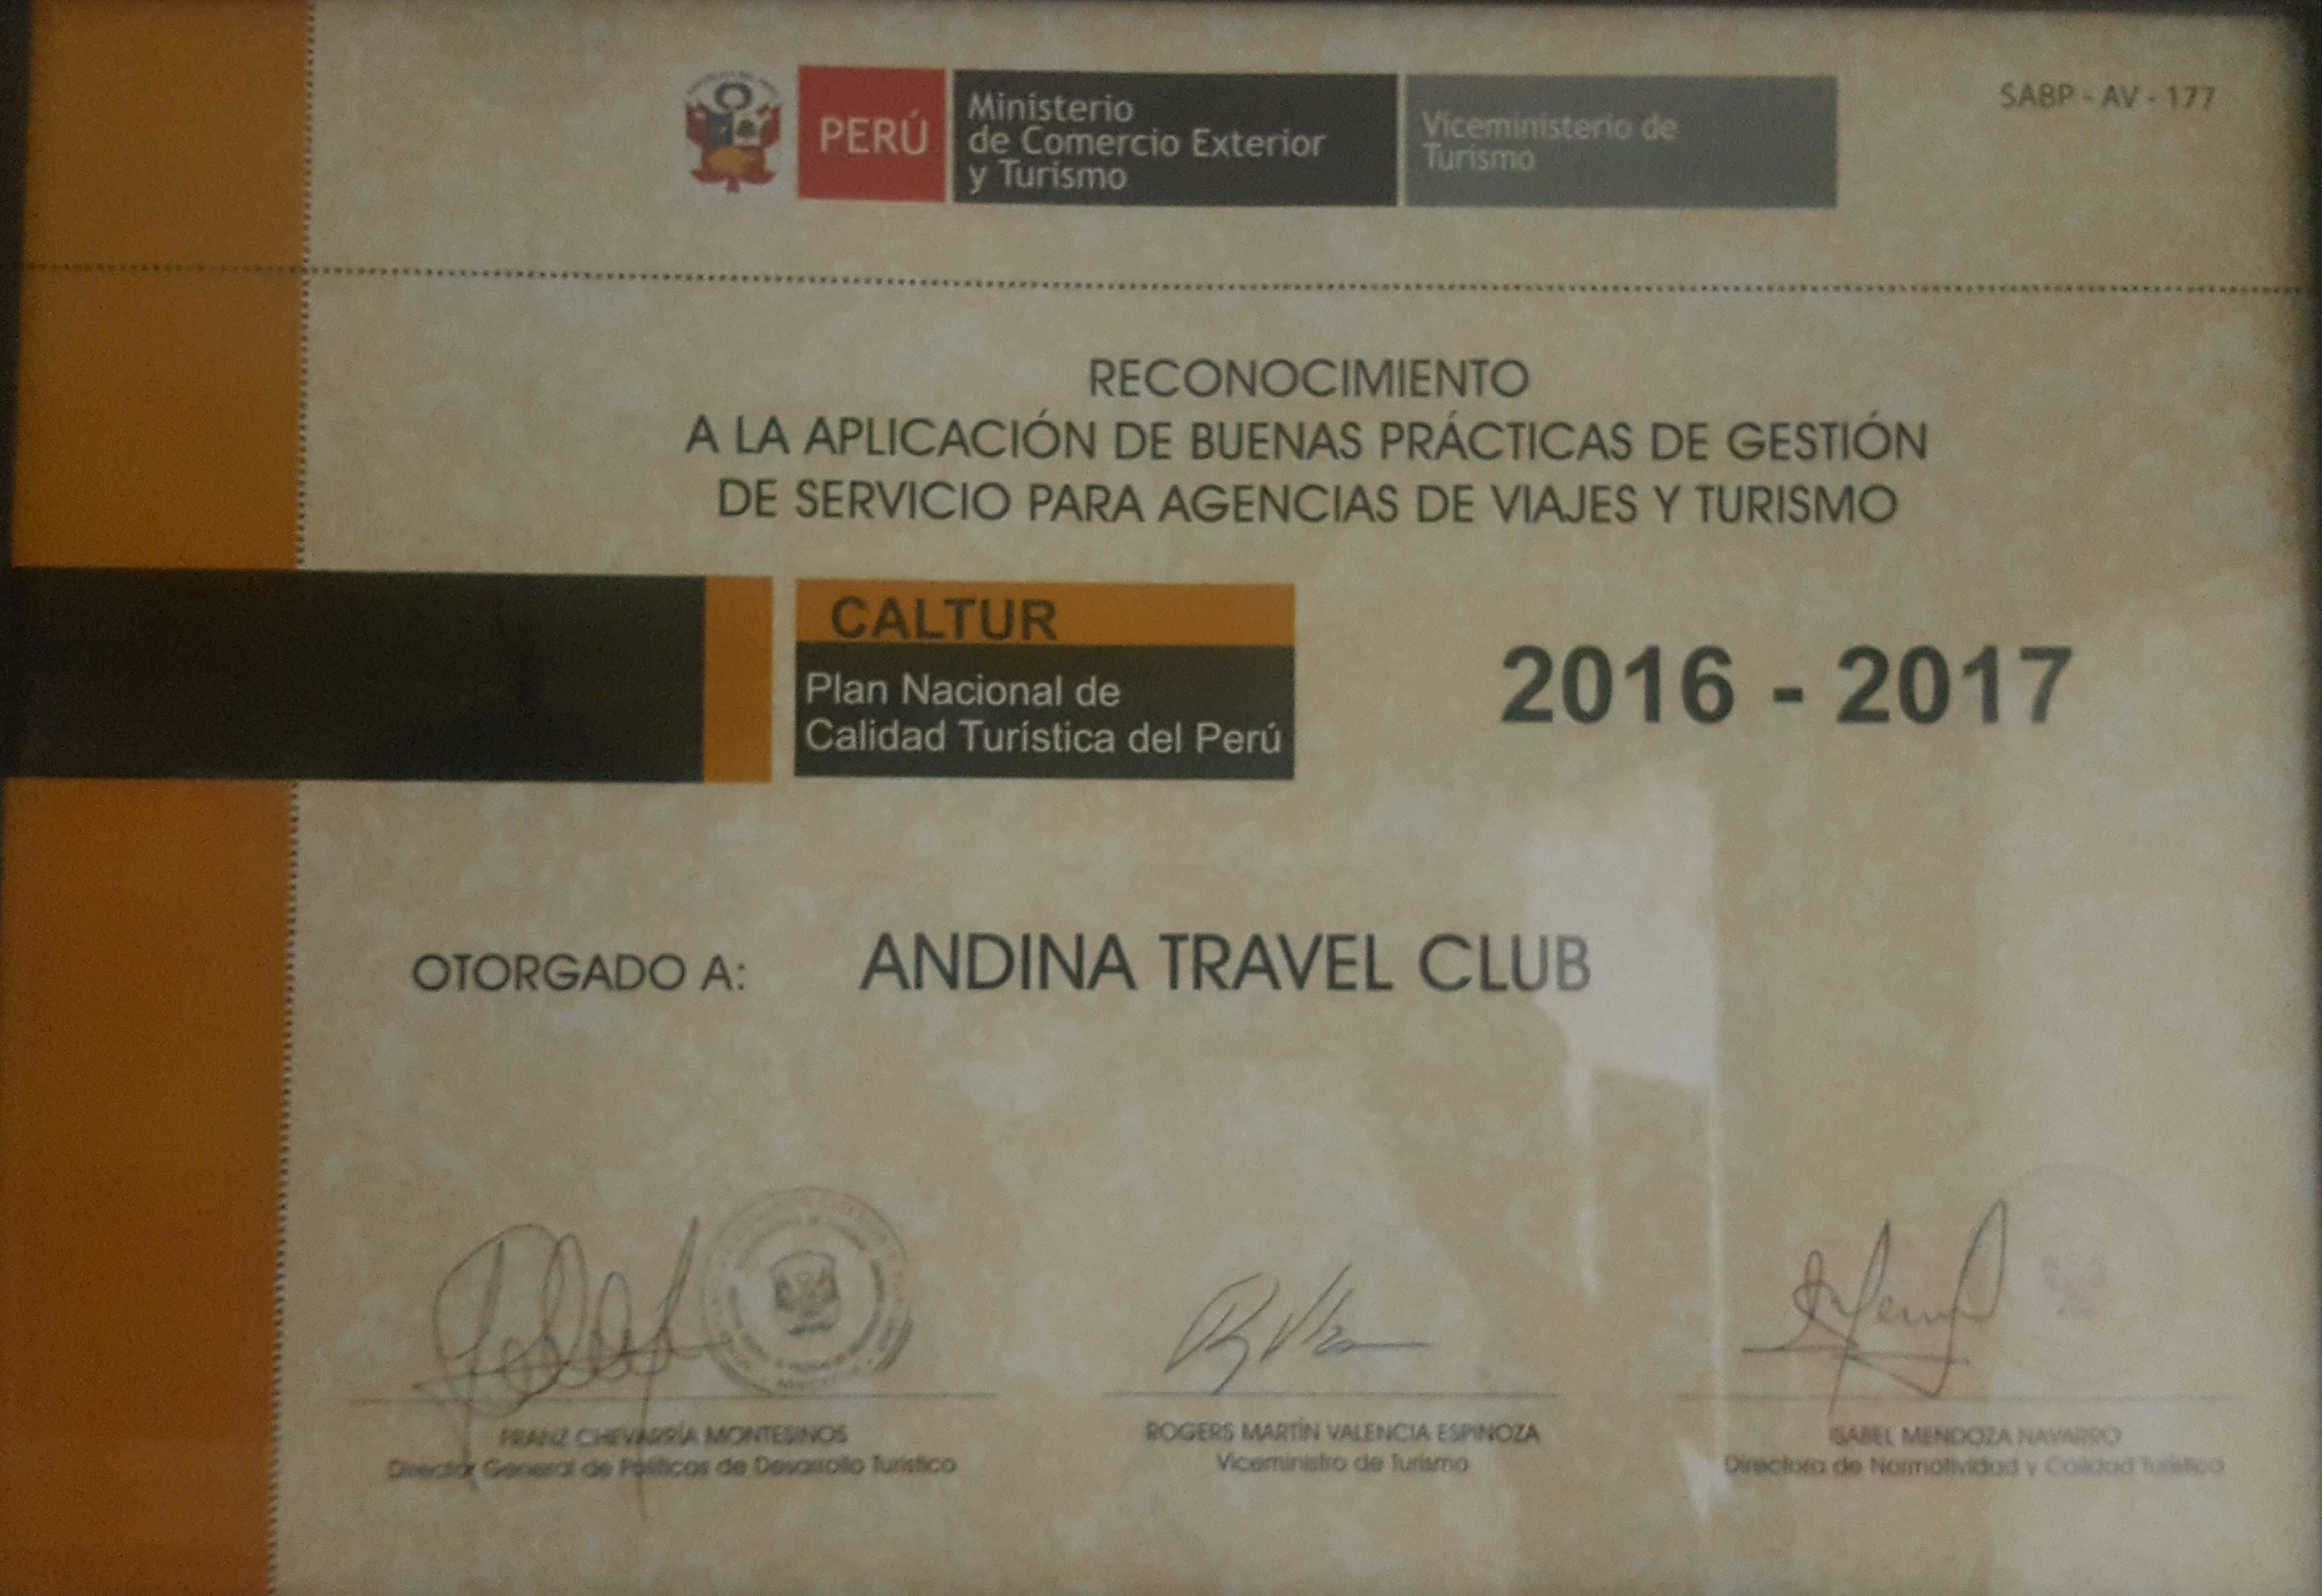 PERÚ
Ministerio
de Comercio Exterior
y Turismo
Viceministerio de
Turismo
SABP - AV - 177
RECONOCIMIENTO
A LA APLICACIÓN DE BUENAS PRÁCTICAS DE GESTIÓN
DE SERVICIO PARA AGENCIAS DE VIAJES Y TURISMO
CALTUR
Plan Nacional de
Calidad Turística del Perú
2016 - 2017
OTORGADO A: ANDINA TRAVEL CLUB
FRANZ CHEVARRÍA MONTESINOS
Director General de Políticas de Desarrollo Turístico
ROGERS MARTÍN VALENCIA ESPINOZA
Viceministro de Turismo
ISABEL MENDOZA NAVARRO
Directora de Normatividad y Calidad Turística